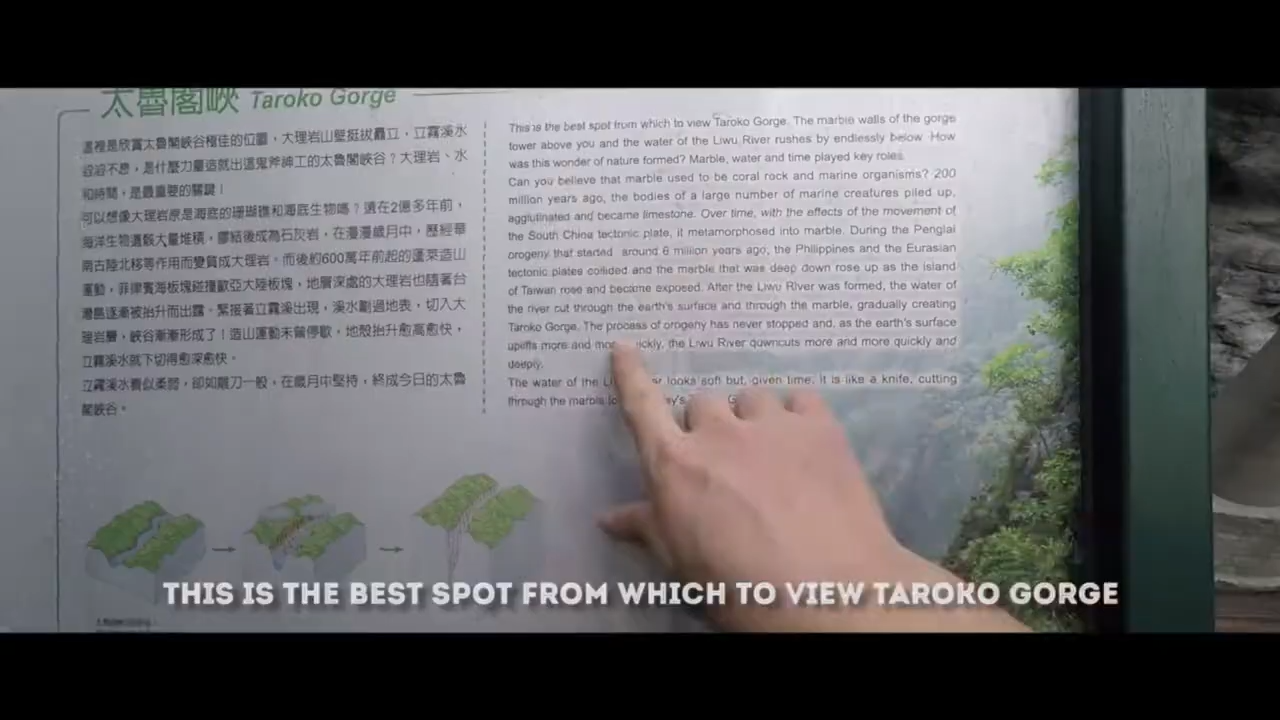 太魯閣峽 Taroko Gorge
這裡是欣賞太魯閣峽谷極佳的位置，大理岩山壁挺拔矗立，立霧溪水
滔滔不息，是什麼力量造就出這鬼斧神工的太魯閣峽谷？大理岩、水
和時間，是最重要的關鍵！
可以想像大理岩原是海底的珊瑚礁和海底生物嗎？遠在2億多年前，
海洋生物遺骸大量堆積，膠結後成為石灰岩，在漫漫歲月中，歷經華
南古陸北移等作用而變質成大理岩。而後約600萬年前起的蓬萊造山
運動，菲律賓海板塊碰撞歐亞大陸板塊，地層深處的大理岩也隨著台
灣島逐漸被抬升而出露。緊接著立霧溪出現，溪水劃過地表，切入大
理岩層，峽谷漸漸形成了！造山運動未曾停歇，地殼抬升愈高愈快，
立霧溪水就下切得愈深愈快。
立霧溪水看似柔弱，卻如雕刀一般，在歲月中堅持，終成今日的太魯
閣峽谷。
This is the best spot from which to view Taroko Gorge. The marble walls of the gorge
tower above you and the water of the Liwu River rushes by endlessly below. How
was this wonder of nature formed? Marble, water and time played key roles.
Can you believe that marble used to be coral rock and marine organisms? 200
million years ago, the bodies of a large number of marine creatures piled up,
agglutinated and became limestone. Over time, with the effects of the movement of
the South China tectonic plate, it metamorphosed into marble. During the Penglai
orogeny that started around 6 million years ago, the Philippines and the Eurasian
tectonic plates collided and the marble that was deep down rose up as the island
of Taiwan rose and became exposed. After the Liwu River was formed, the water of
the river cut through the earth's surface and through the marble, gradually creating
Taroko Gorge. The process of orogeny has never stopped and, as the earth's surface
uplifts more and the Liwu River more and more quickly and
deeply.
The water of the looks soft but, given time, it is like a knife, cutting
through the marble
THIS IS THE BEST SPOT FROM WHICH TO VIEW TAROKO GORGE